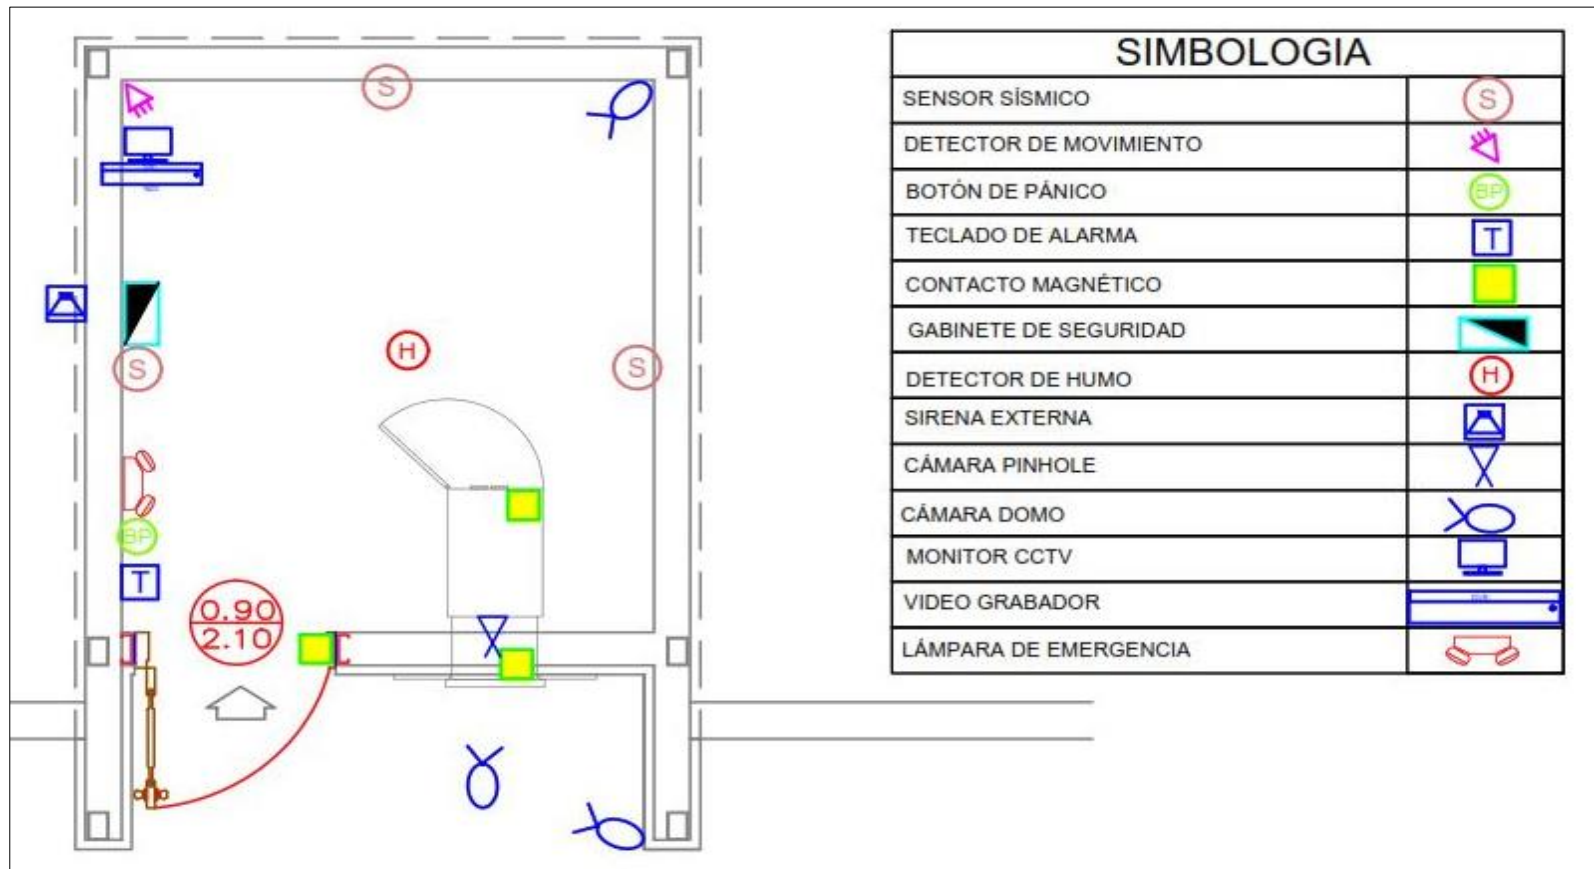 SIMBOLOGIA
SENSOR SÍSMICO S
DETECTOR DE MOVIMIENTO
BOTÓN DE PÁNICO BP
TECLADO DE ALARMA T
CONTACTO MAGNÉTICO
GABINETE DE SEGURIDAD
DETECTOR DE HUMO H
SIRENA EXTERNA
CÁMARA PINHOLE
CÁMARA DOMO
MONITOR CCTV
VIDEO GRABADOR
LÁMPARA DE EMERGENCIA
S
H
S
S
BP
T
0.90
2.10